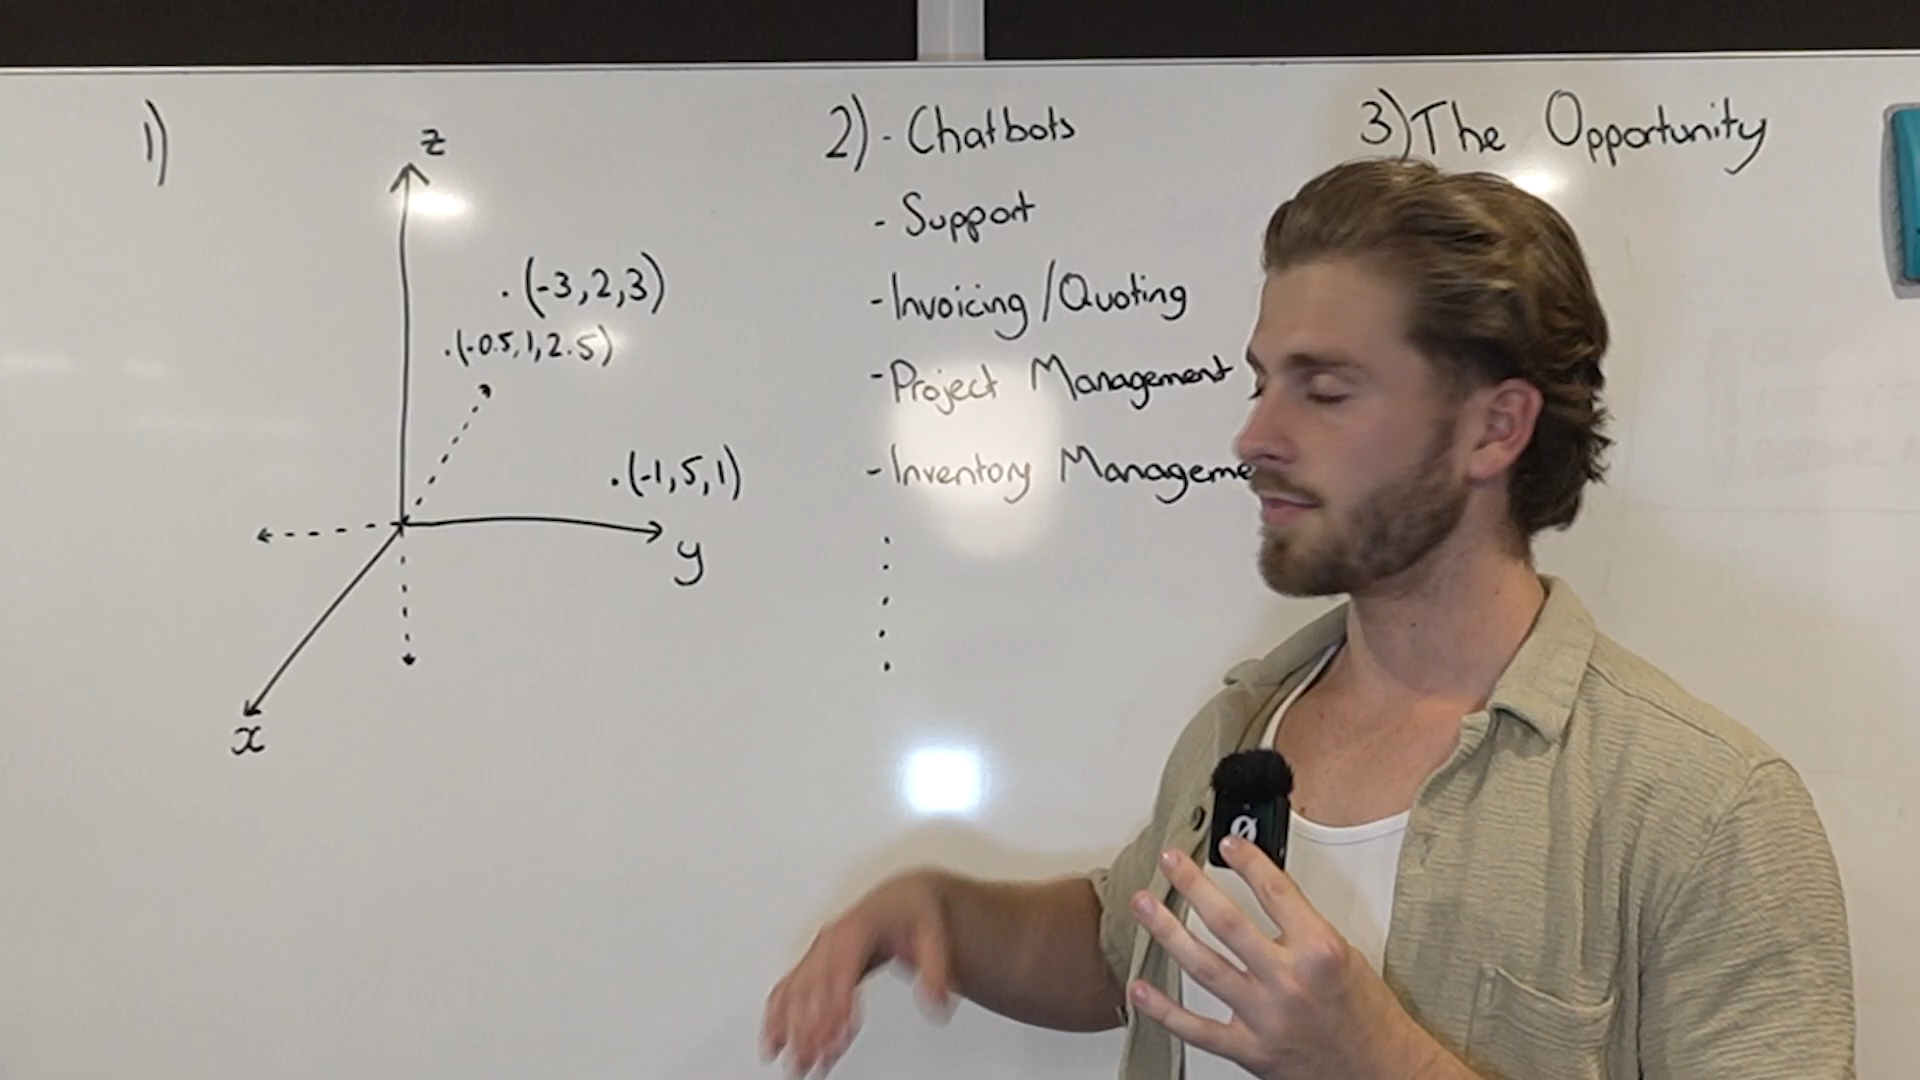 1)
z
.(-3,2,3)
.(-0.5,1,2.5)
.(-1,5,1)
y
x
2) - Chatbots
- Support
- Invoicing/Quoting
- Project Management
- Inventory Manageme
3) The Opportunity